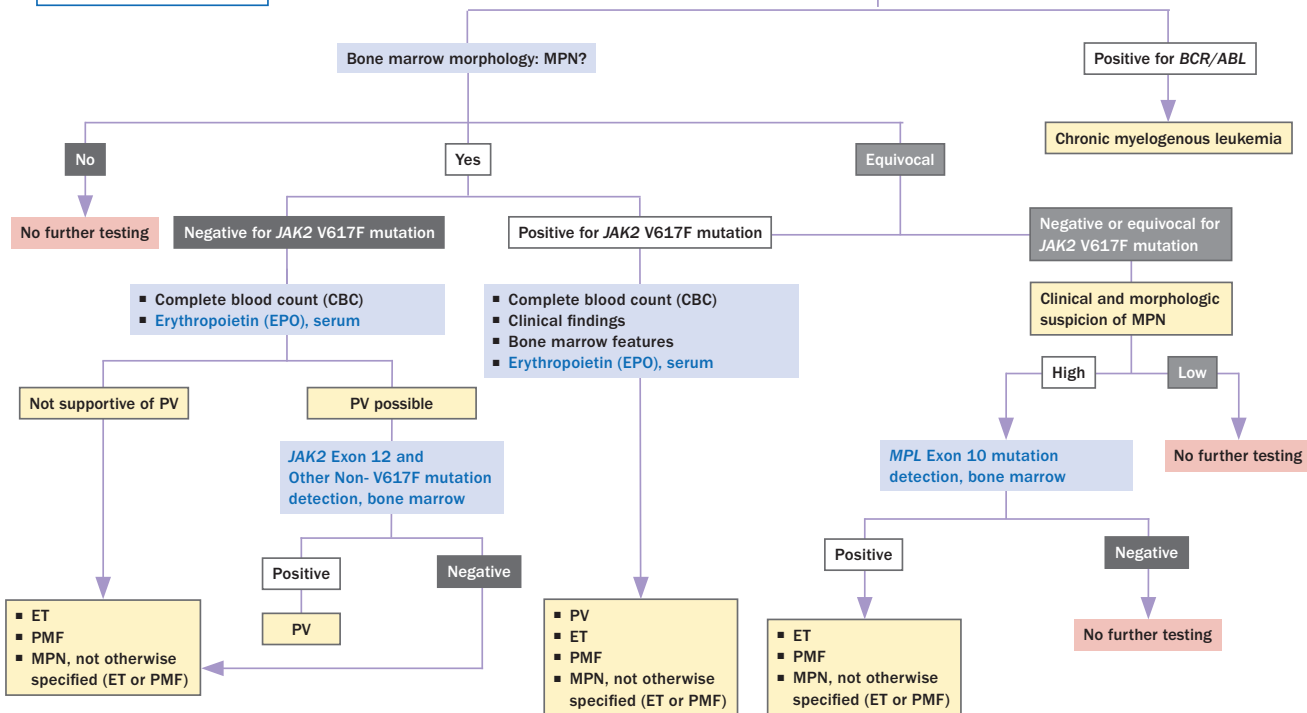 Bone marrow morphology: MPN?
Positive for BCR/ABL
Chronic myelogenous leukemia
No
Yes
Equivocal
No further testing
Negative for JAK2 V617F mutation
Positive for JAK2 V617F mutation
Negative or equivocal for
JAK2 V617F mutation
▪ Complete blood count (CBC)
▪ Erythropoietin (EPO), serum
▪ Complete blood count (CBC)
▪ Clinical findings
▪ Bone marrow features
▪ Erythropoietin (EPO), serum
Clinical and morphologic
suspicion of MPN
High
Low
Not supportive of PV
PV possible
JAK2 Exon 12 and
Other Non- V617F mutation
detection, bone marrow
MPL Exon 10 mutation
detection, bone marrow
No further testing
Positive
Negative
Positive
Negative
PV
▪ ET
▪ PMF
▪ MPN, not otherwise
specified (ET or PMF)
▪ PV
▪ ET
▪ PMF
▪ MPN, not otherwise
specified (ET or PMF)
▪ ET
▪ PMF
▪ MPN, not otherwise
specified (ET or PMF)
No further testing